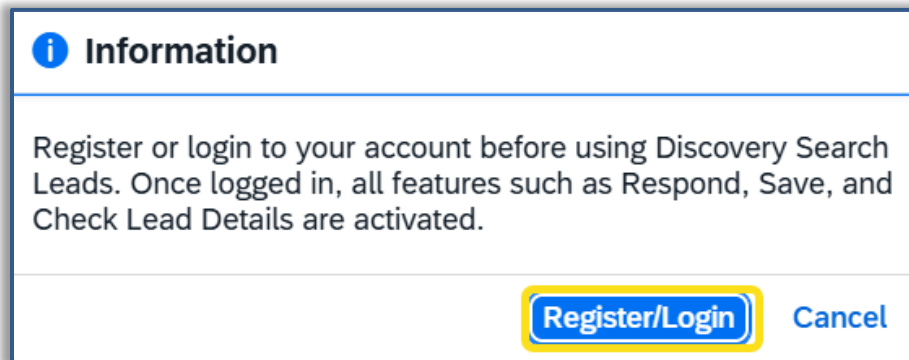 Information
Register or login to your account before using Discovery Search
Leads. Once logged in, all features such as Respond, Save, and
Check Lead Details are activated.
Register/Login Cancel